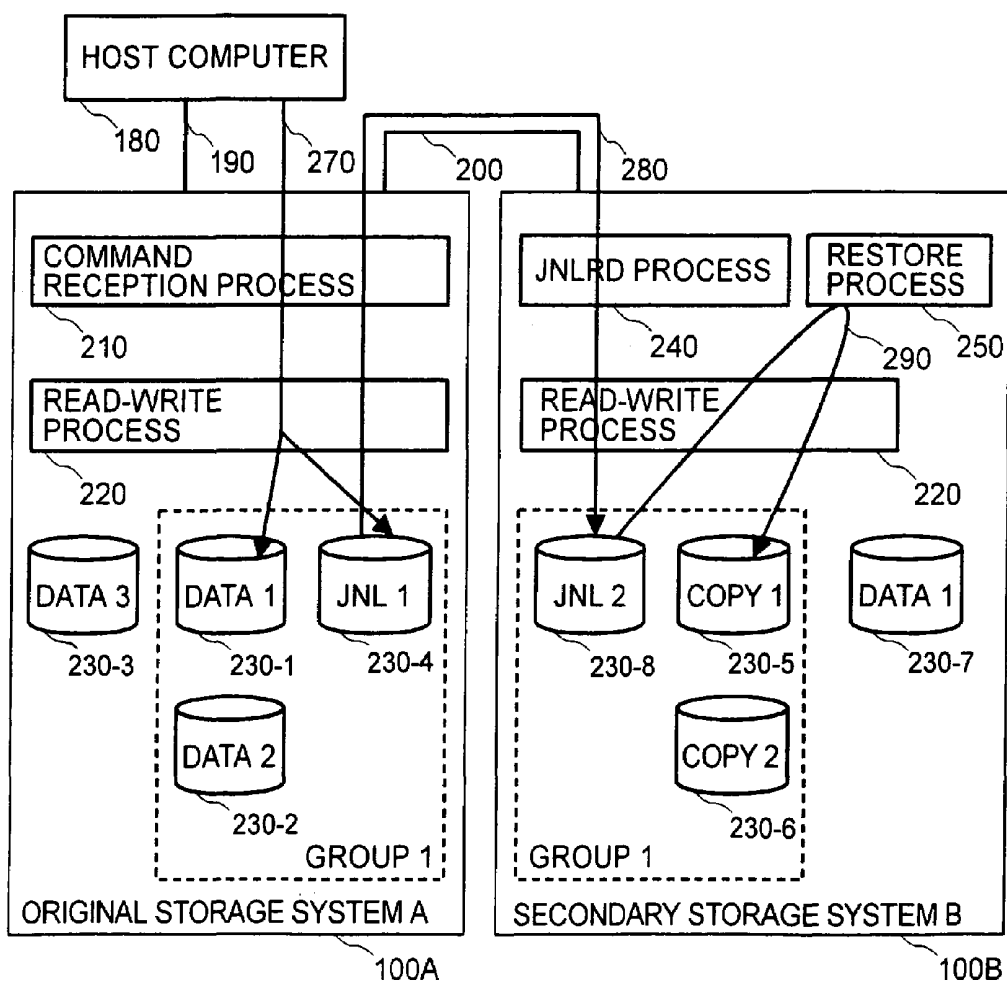 HOST COMPUTER
180
190
270
200
280
COMMAND
RECEPTION PROCESS
210
JNLRD PROCESS
240
RESTORE
PROCESS
250
290
READ-WRITE
PROCESS
220
READ-WRITE
PROCESS
220
DATA 3
230-3
DATA 1
230-1
JNL 1
230-4
JNL 2
230-8
COPY 1
230-5
DATA 1
230-7
DATA 2
230-2
COPY 2
230-6
GROUP 1
GROUP 1
ORIGINAL STORAGE SYSTEM A
SECONDARY STORAGE SYSTEM B
100A
100B